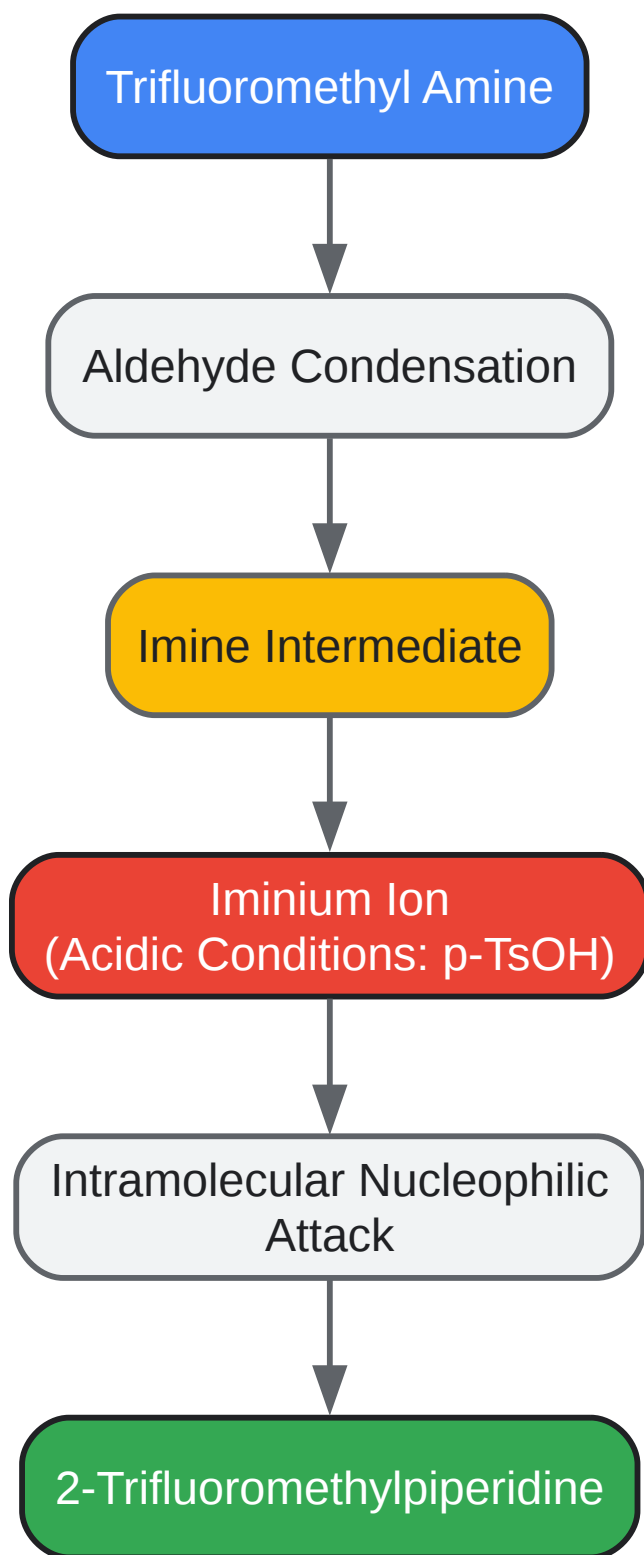 Trifluoromethyl Amine
Aldehyde Condensation
Imine Intermediate
Iminium Ion
(Acidic Conditions: p-TsOH)
Intramolecular Nucleophilic
Attack
2-Trifluoromethylpiperidine